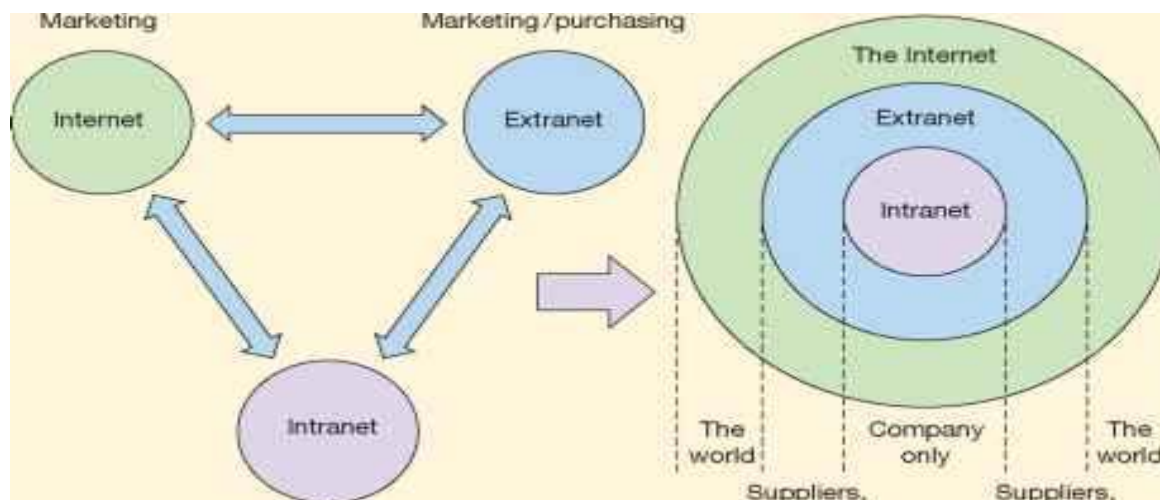 Marketing
Marketing/purchasing
Internet
Extranet
Intranet
The Internet
Extranet
Intranet
The
world
Company
only
The
world
Suppliers,
Suppliers,